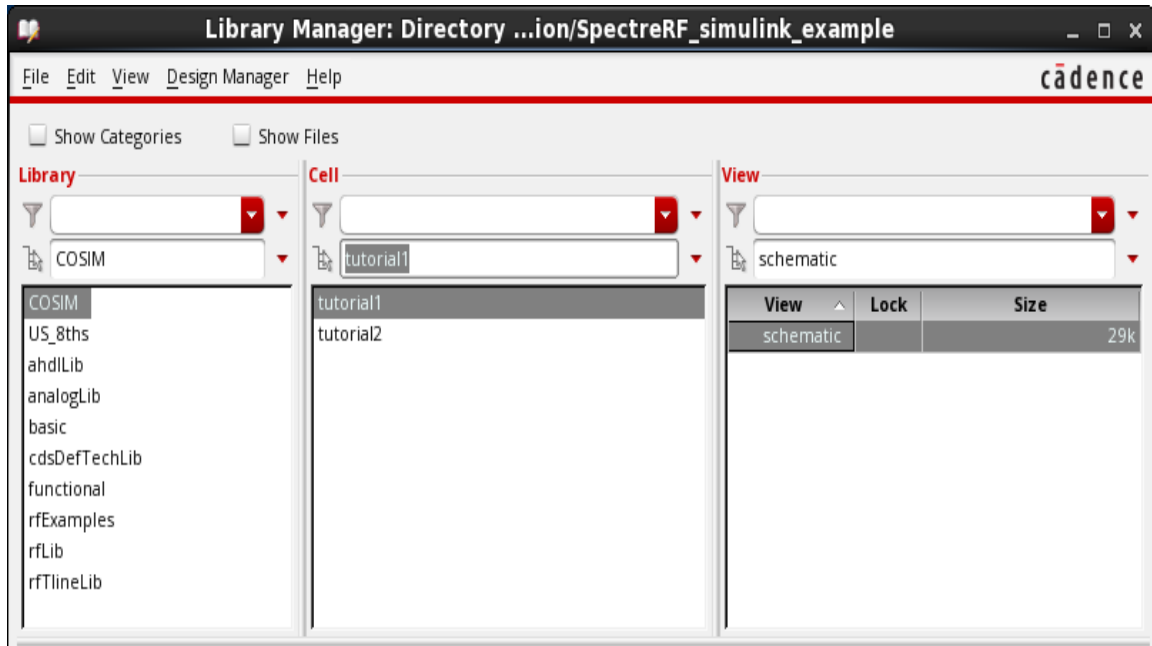 Library Manager: Directory ...ion/SpectreRF_simulink_example
File Edit View Design Manager Help
cādence
Show Categories Show Files
Library
Cell
View
COSIM
tutorial1
schematic
COSIM
US_8ths
ahdlLib
analogLib
basic
cdsDefTechLib
functional
rfExamples
rfLib
rfTlineLib
tutorial1
tutorial2
View Lock Size
schematic 29k